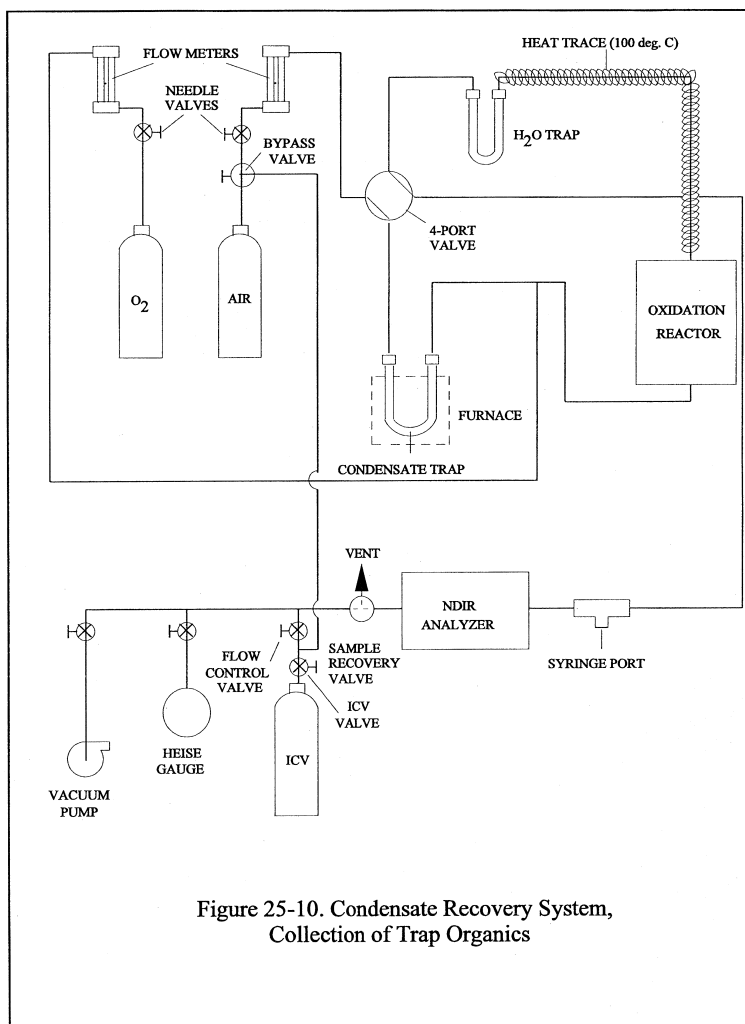 HEAT TRACE (100 deg. C)
FLOW METERS
NEEDLE
VALVES
H2O TRAP
BYPASS
VALVE
4-PORT
VALVE
O2
AIR
OXIDATION
REACTOR
FURNACE
CONDENSATE TRAP
VENT
NDIR
ANALYZER
SYRINGE PORT
FLOW
CONTROL
VALVE
SAMPLE
RECOVERY
VALVE
ICV
VALVE
HEISE
GAUGE
ICV
VACUUM
PUMP
Figure 25-10. Condensate Recovery System,
Collection of Trap Organics